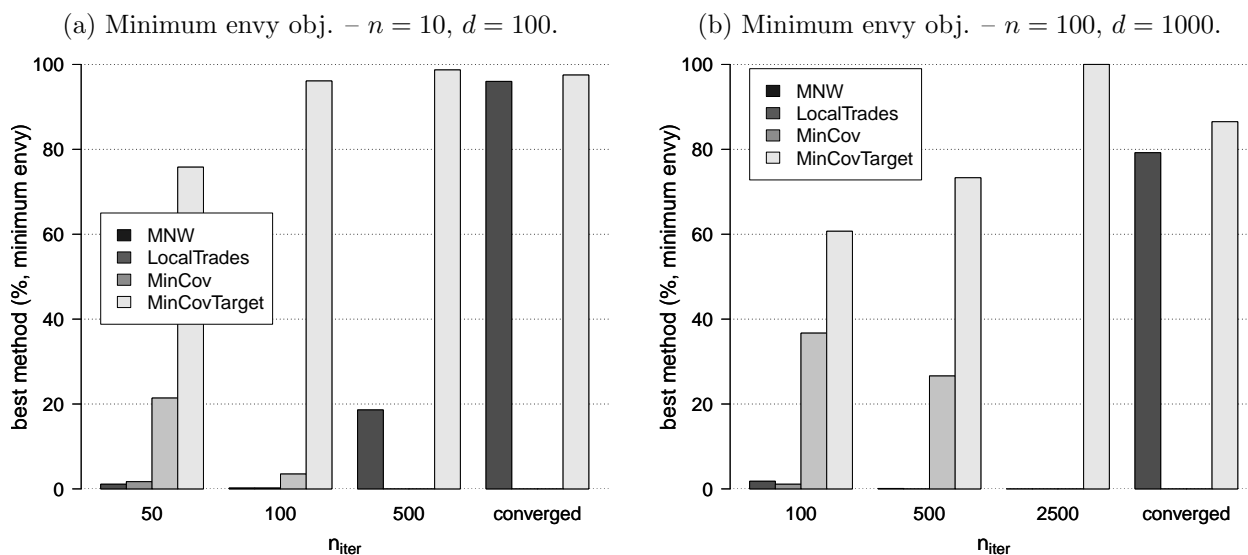 (a) Minimum envy obj. – n = 10, d = 100.
best method (%, minimum envy)
100
80
60
40
20
0
MNW
LocalTrades
MinCov
MinCovTarget
50 100 500 converged
n_iter
(b) Minimum envy obj. – n = 100, d = 1000.
best method (%, minimum envy)
100
80
60
40
20
0
MNW
LocalTrades
MinCov
MinCovTarget
100 500 2500 converged
n_iter